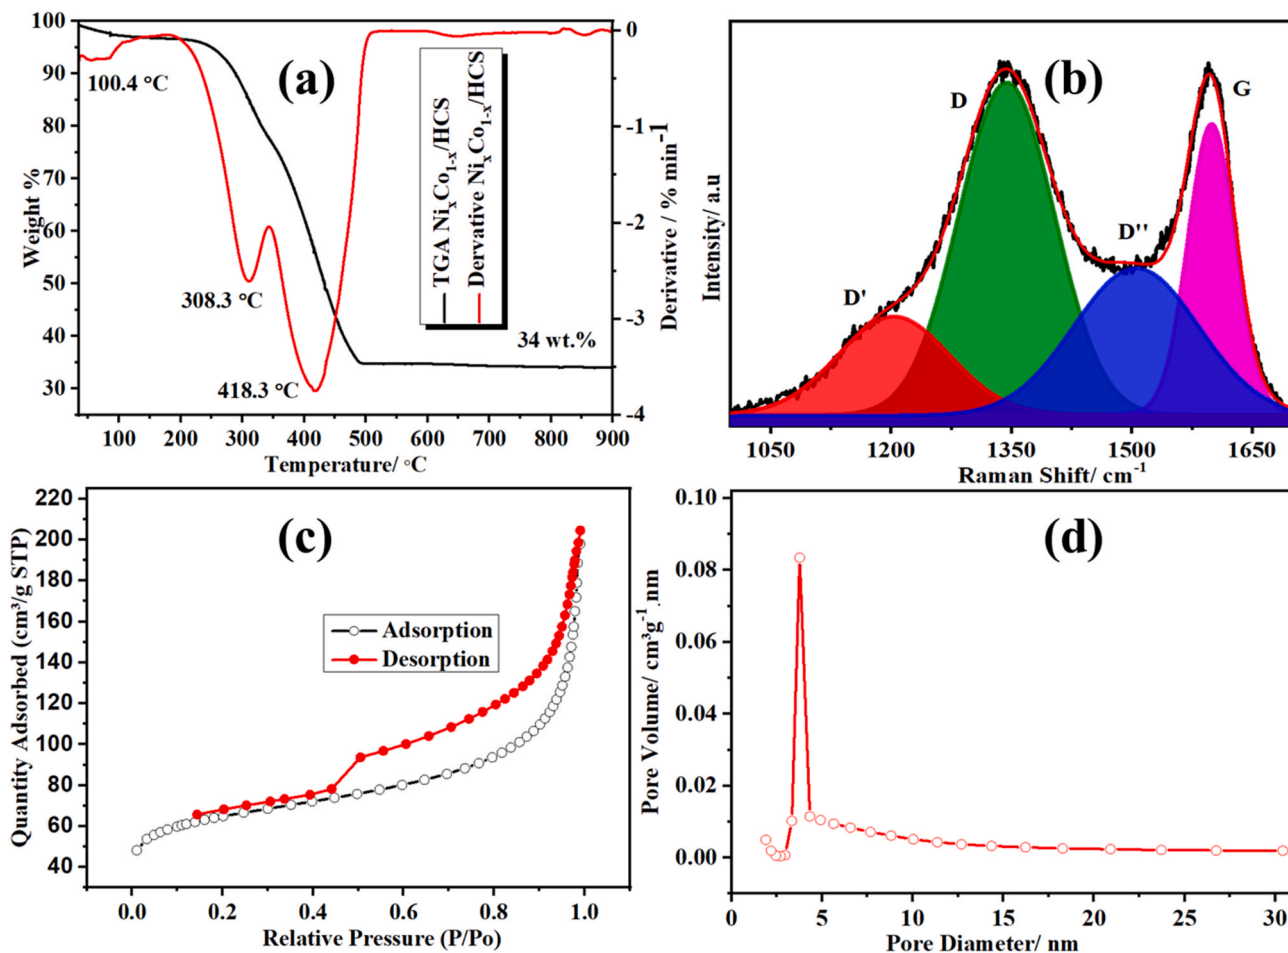 (a)
100
90
80
70
60
50
40
30
Weight %
100
200
300
400
500
600
700
800
900
Temperature/ °C
0
-1
-2
-3
-4
Derivative / % min-1
100.4 °C
308.3 °C
418.3 °C
34 wt.%
TGA NixCo1-x/HCS
Dervative NixCo1-x/HCS
(b)
D
G
D'
D''
Intensity/ a.u
1050
1200
1350
1500
1650
Raman Shift/ cm-1
(c)
220
200
180
160
140
120
100
80
60
40
Quantity Adsorbed (cm³/g STP)
Adsorption
Desorption
0.0
0.2
0.4
0.6
0.8
1.0
Relative Pressure (P/Po)
(d)
0.10
0.08
0.06
0.04
0.02
0.00
Pore Volume/ cm³g-1.nm
0
5
10
15
20
25
30
Pore Diameter/ nm